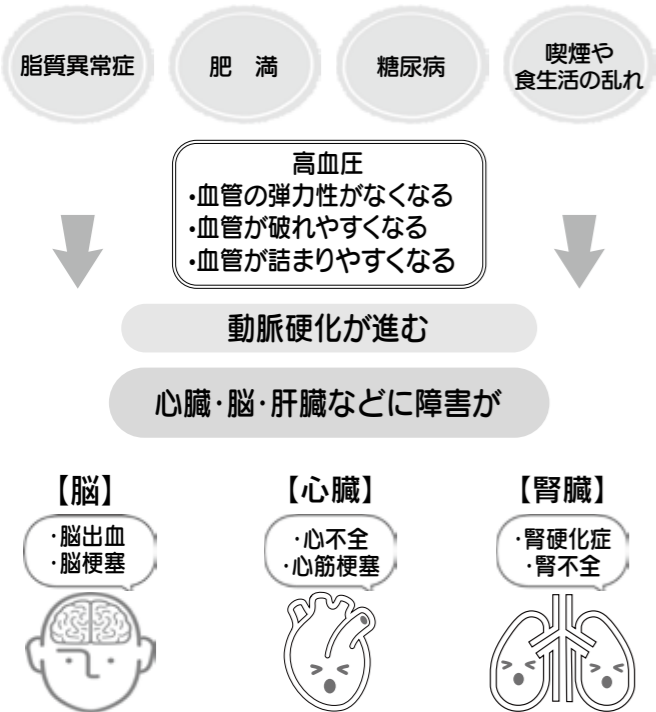 脂質異常症
肥　満
糖尿病
喫煙や
食生活の乱れ
高血圧
・血管の弾力性がなくなる
・血管が破れやすくなる
・血管が詰まりやすくなる
動脈硬化が進む
心臓・脳・肝臓などに障害が
【脳】
・脳出血
・脳梗塞
【心臓】
・心不全
・心筋梗塞
【腎臓】
・腎硬化症
・腎不全